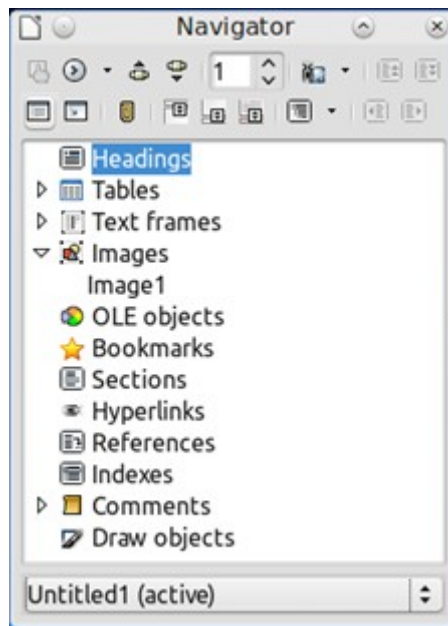 Navigator
1
Headings
Tables
Text frames
Images
Image1
OLE objects
Bookmarks
Sections
Hyperlinks
References
Indexes
Comments
Draw objects
Untitled1 (active)